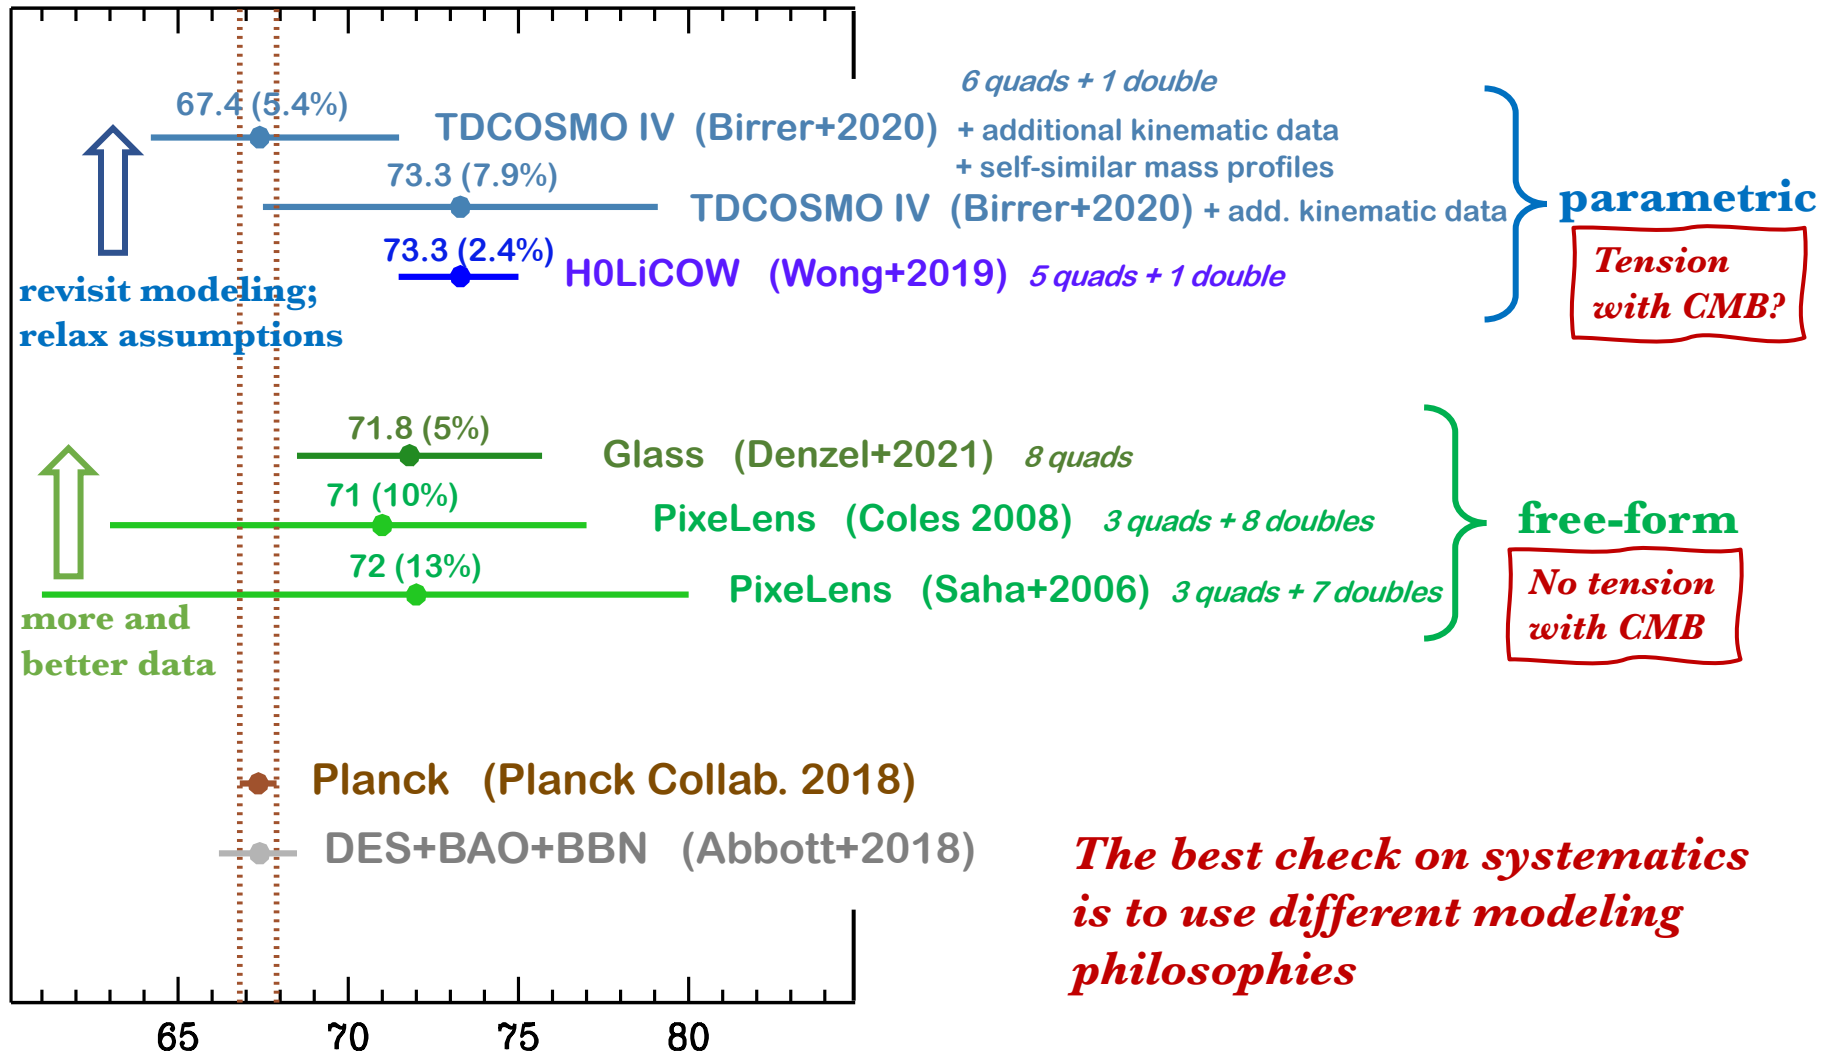 6 quads + 1 double
67.4 (5.4%)
TDCOSMO IV (Birrer+2020) + additional kinematic data
+ self-similar mass profiles
73.3 (7.9%)
TDCOSMO IV (Birrer+2020) + add. kinematic data
parametric
73.3 (2.4%)
H0LiCOW (Wong+2019) 5 quads + 1 double
Tension
with CMB?
revisit modeling;
relax assumptions
71.8 (5%)
Glass (Denzel+2021) 8 quads
71 (10%)
PixeLens (Coles 2008) 3 quads + 8 doubles
free-form
72 (13%)
PixeLens (Saha+2006) 3 quads + 7 doubles
No tension
with CMB
more and
better data
Planck (Planck Collab. 2018)
DES+BAO+BBN (Abbott+2018)
The best check on systematics
is to use different modeling
philosophies
65 70 75 80